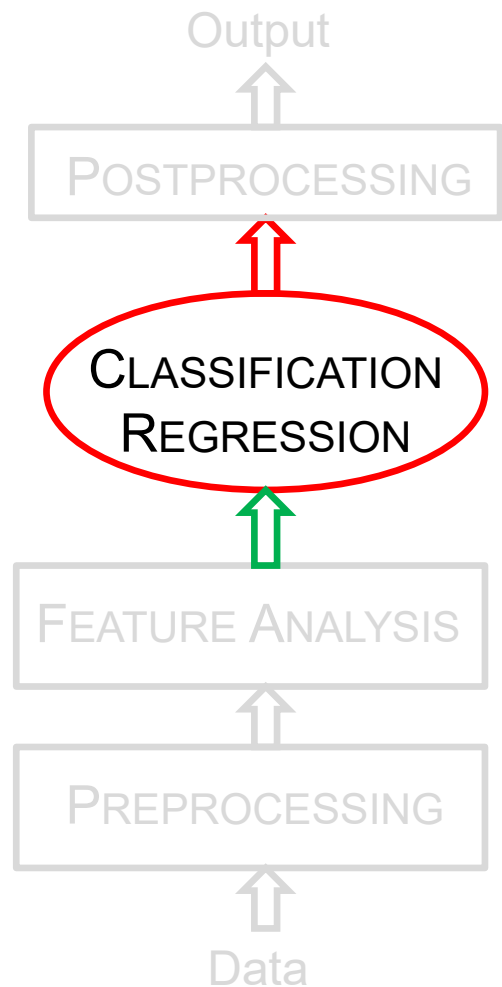 Output
POSTPROCESSING
CLASSIFICATION
REGRESSION
FEATURE ANALYSIS
PREPROCESSING
Data